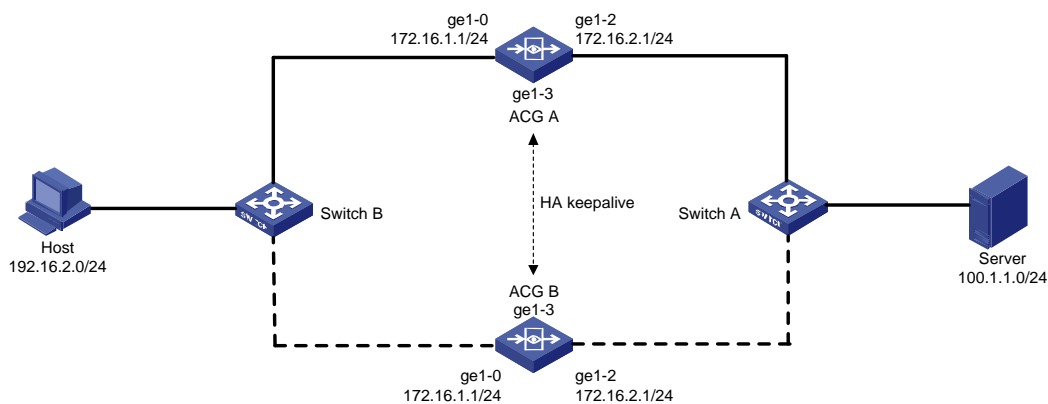 ge1-0
172.16.1.1/24
ge1-2
172.16.2.1/24
ge1-3
ACG A
HA keepalive
Switch B
Switch A
Host
192.16.2.0/24
Server
100.1.1.0/24
ACG B
ge1-3
ge1-0
172.16.1.1/24
ge1-2
172.16.2.1/24